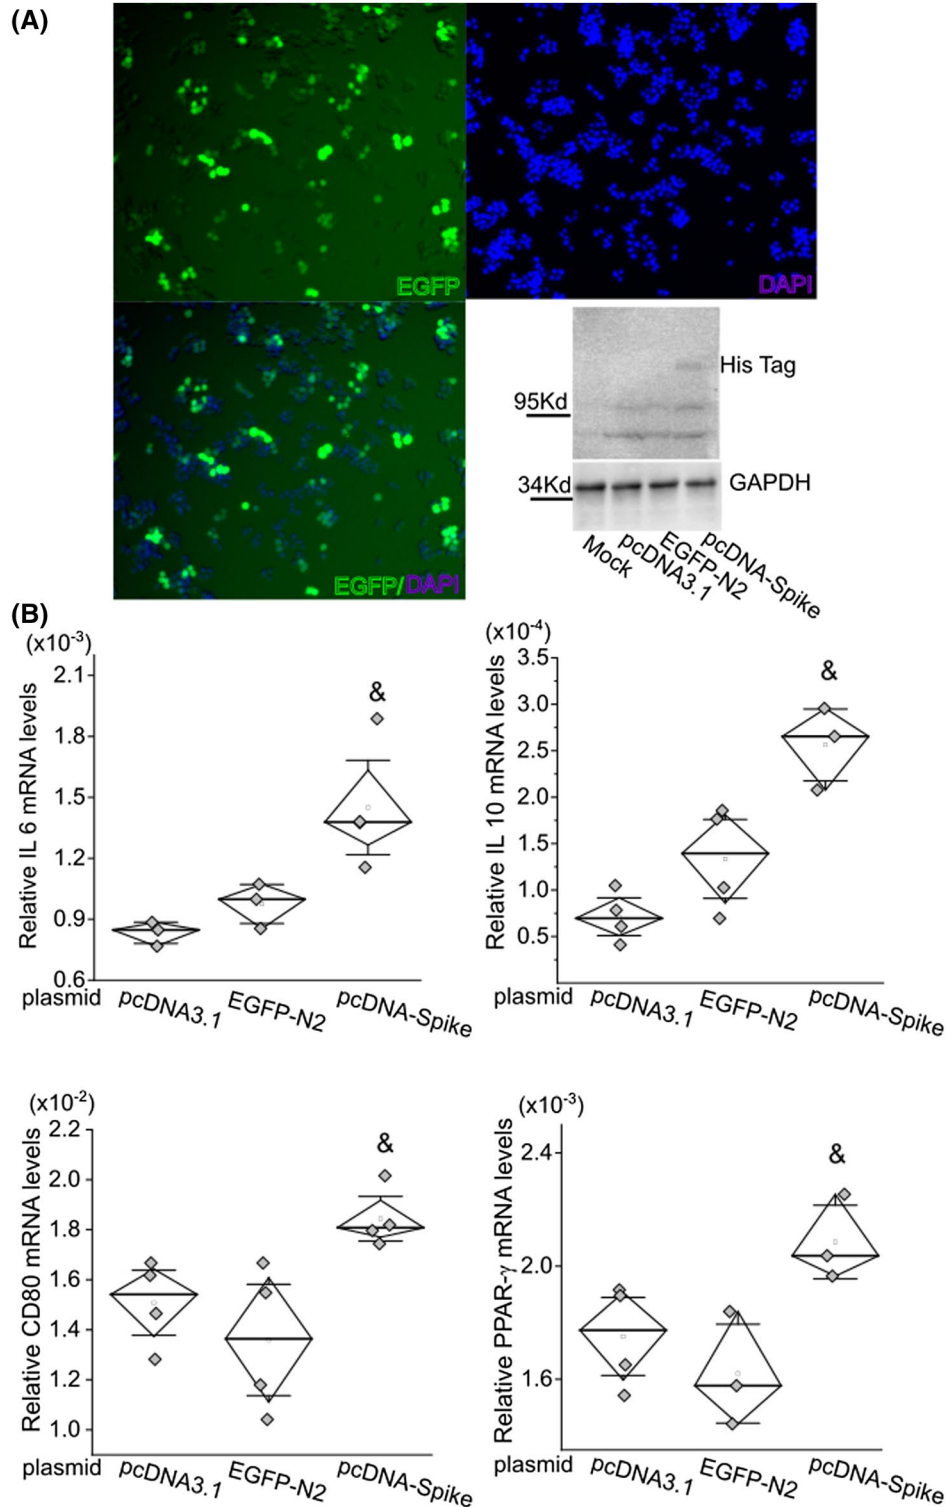 (A)
EGFP
DAPI
EGFP/DAPI
His Tag
95Kd
34Kd
GAPDH
Mock
pcDNA3.1
EGFP-N2
pcDNA-Spike
(B)
(x10-3)
Relative IL 6 mRNA levels
2.1
1.8
1.5
1.2
0.9
0.6
&
plasmid
pcDNA3.1
EGFP-N2
pcDNA-Spike
(x10-4)
Relative IL 10 mRNA levels
3.5
3.0
2.5
2.0
1.5
1.0
0.5
&
plasmid
pcDNA3.1
EGFP-N2
pcDNA-Spike
(x10-2)
Relative CD80 mRNA levels
2.2
2.0
1.8
1.6
1.4
1.2
1.0
&
plasmid
pcDNA3.1
EGFP-N2
pcDNA-Spike
(x10-3)
Relative PPAR-γ mRNA levels
2.4
2.0
1.6
&
plasmid
pcDNA3.1
EGFP-N2
pcDNA-Spike